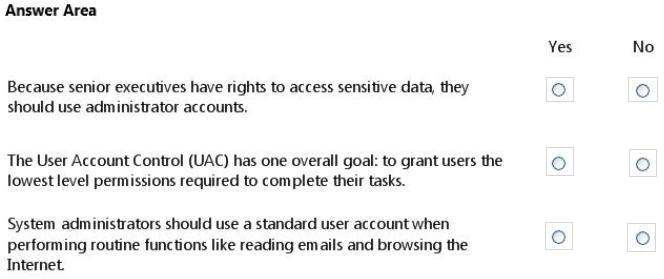 Answer Area
Yes No
Because senior executives have rights to access sensitive data, they
should use administrator accounts.
The User Account Control (UAC) has one overall goal: to grant users the
lowest level permissions required to complete their tasks.
System administrators should use a standard user account when
performing routine functions like reading emails and browsing the
Internet.